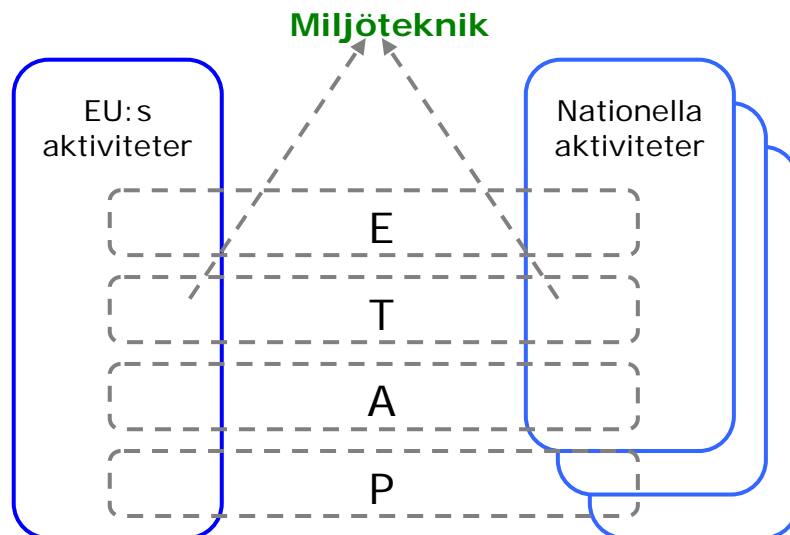 Miljöteknik
EU:s
aktiviteter
Nationella
aktiviteter
E
T
A
P